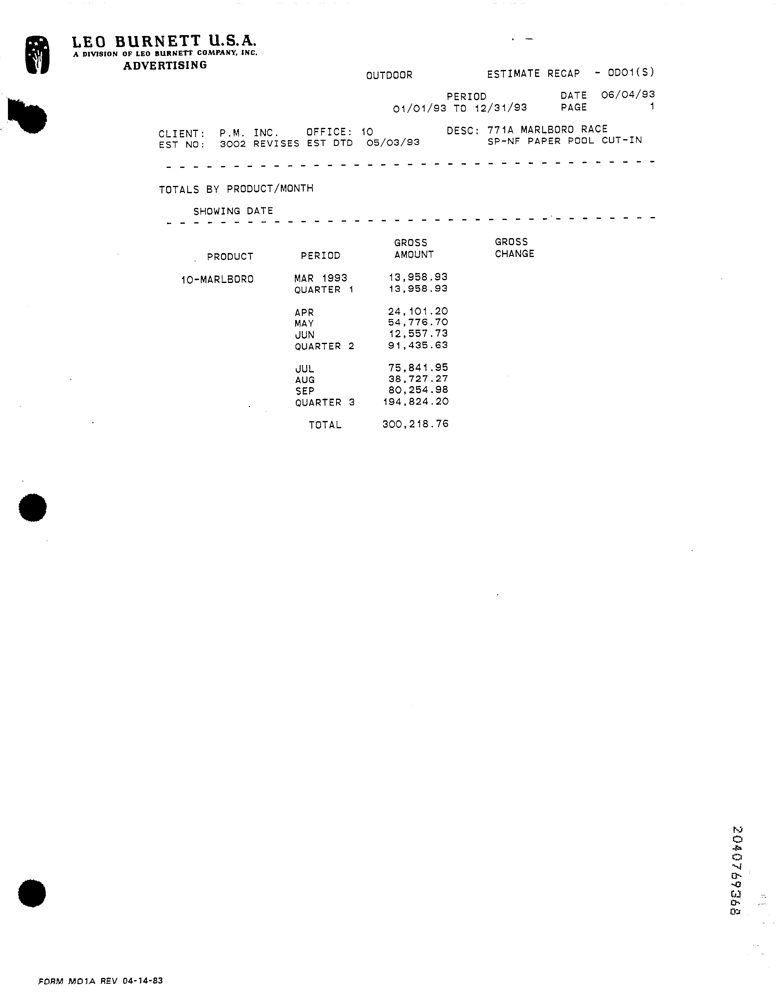 LEO BURNETT U.S.A.
A DIVISION OF LEO BURNETT COMPANY, INC.
ADVERTISING
OUTDOOR ESTIMATE RECAP - OD01(S)
PERIOD DATE 06/04/93
01/01/93 TO 12/31/93 PAGE 1
CLIENT: P.M. INC. OFFICE: 10 DESC: 771A MARLBORO RACE
EST NO: 3002 REVISES EST DTD 05/03/93 SP-NF PAPER POOL CUT-IN
- - - - - - - - - - - - - - - - - - - - - - - - - - - - - - - - - - - - -
TOTALS BY PRODUCT/MONTH
SHOWING DATE
- - - - - - - - - - - - - - - - - - - - - - - - - - - - - - - - - - - - -
GROSS GROSS
PRODUCT PERIOD AMOUNT CHANGE
10-MARLBORO MAR 1993 13,958.93
QUARTER 1 13,958.93
APR 24,101.20
MAY 54,776.70
JUN 12,557.73
QUARTER 2 91,435.63
JUL 75,841.95
AUG 38,727.27
SEP 80,254.98
QUARTER 3 194,824.20
TOTAL 300,218.76
2040769368
FORM MO1A REV 04-14-83